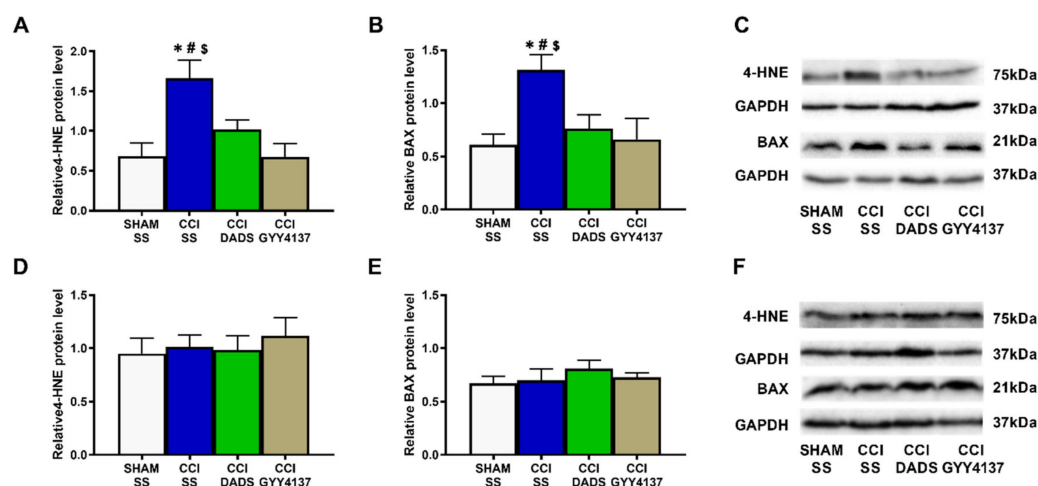 A
Relative4-HNE protein level
2.0
1.5
1.0
0.5
0.0
* # $
SHAM
SS
CCI
SS
CCI
DADS
CCI
GYY4137
B
Relative BAX protein level
1.5
1.0
0.5
0.0
* # $
SHAM
SS
CCI
SS
CCI
DADS
CCI
GYY4137
C
4-HNE
75kDa
GAPDH
37kDa
BAX
21kDa
GAPDH
37kDa
SHAM
SS
CCI
SS
CCI
DADS
CCI
GYY4137
D
Relative4-HNE protein level
1.5
1.0
0.5
0.0
SHAM
SS
CCI
SS
CCI
DADS
CCI
GYY4137
E
Relative BAX protein level
1.5
1.0
0.5
0.0
SHAM
SS
CCI
SS
CCI
DADS
CCI
GYY4137
F
4-HNE
75kDa
GAPDH
37kDa
BAX
21kDa
GAPDH
37kDa
SHAM
SS
CCI
SS
CCI
DADS
CCI
GYY4137